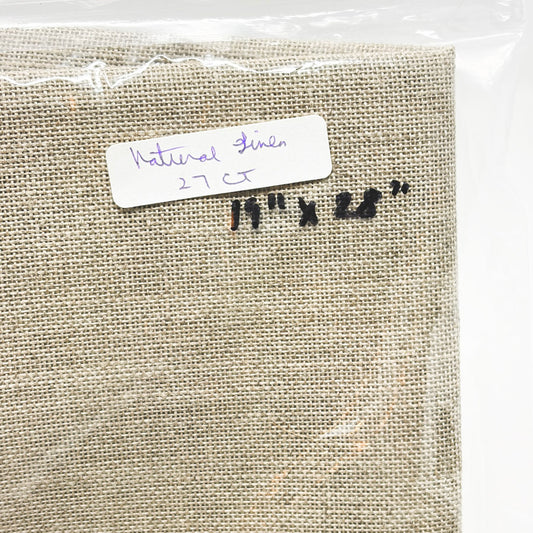 Natural Linen
27 CT
19" x 28"